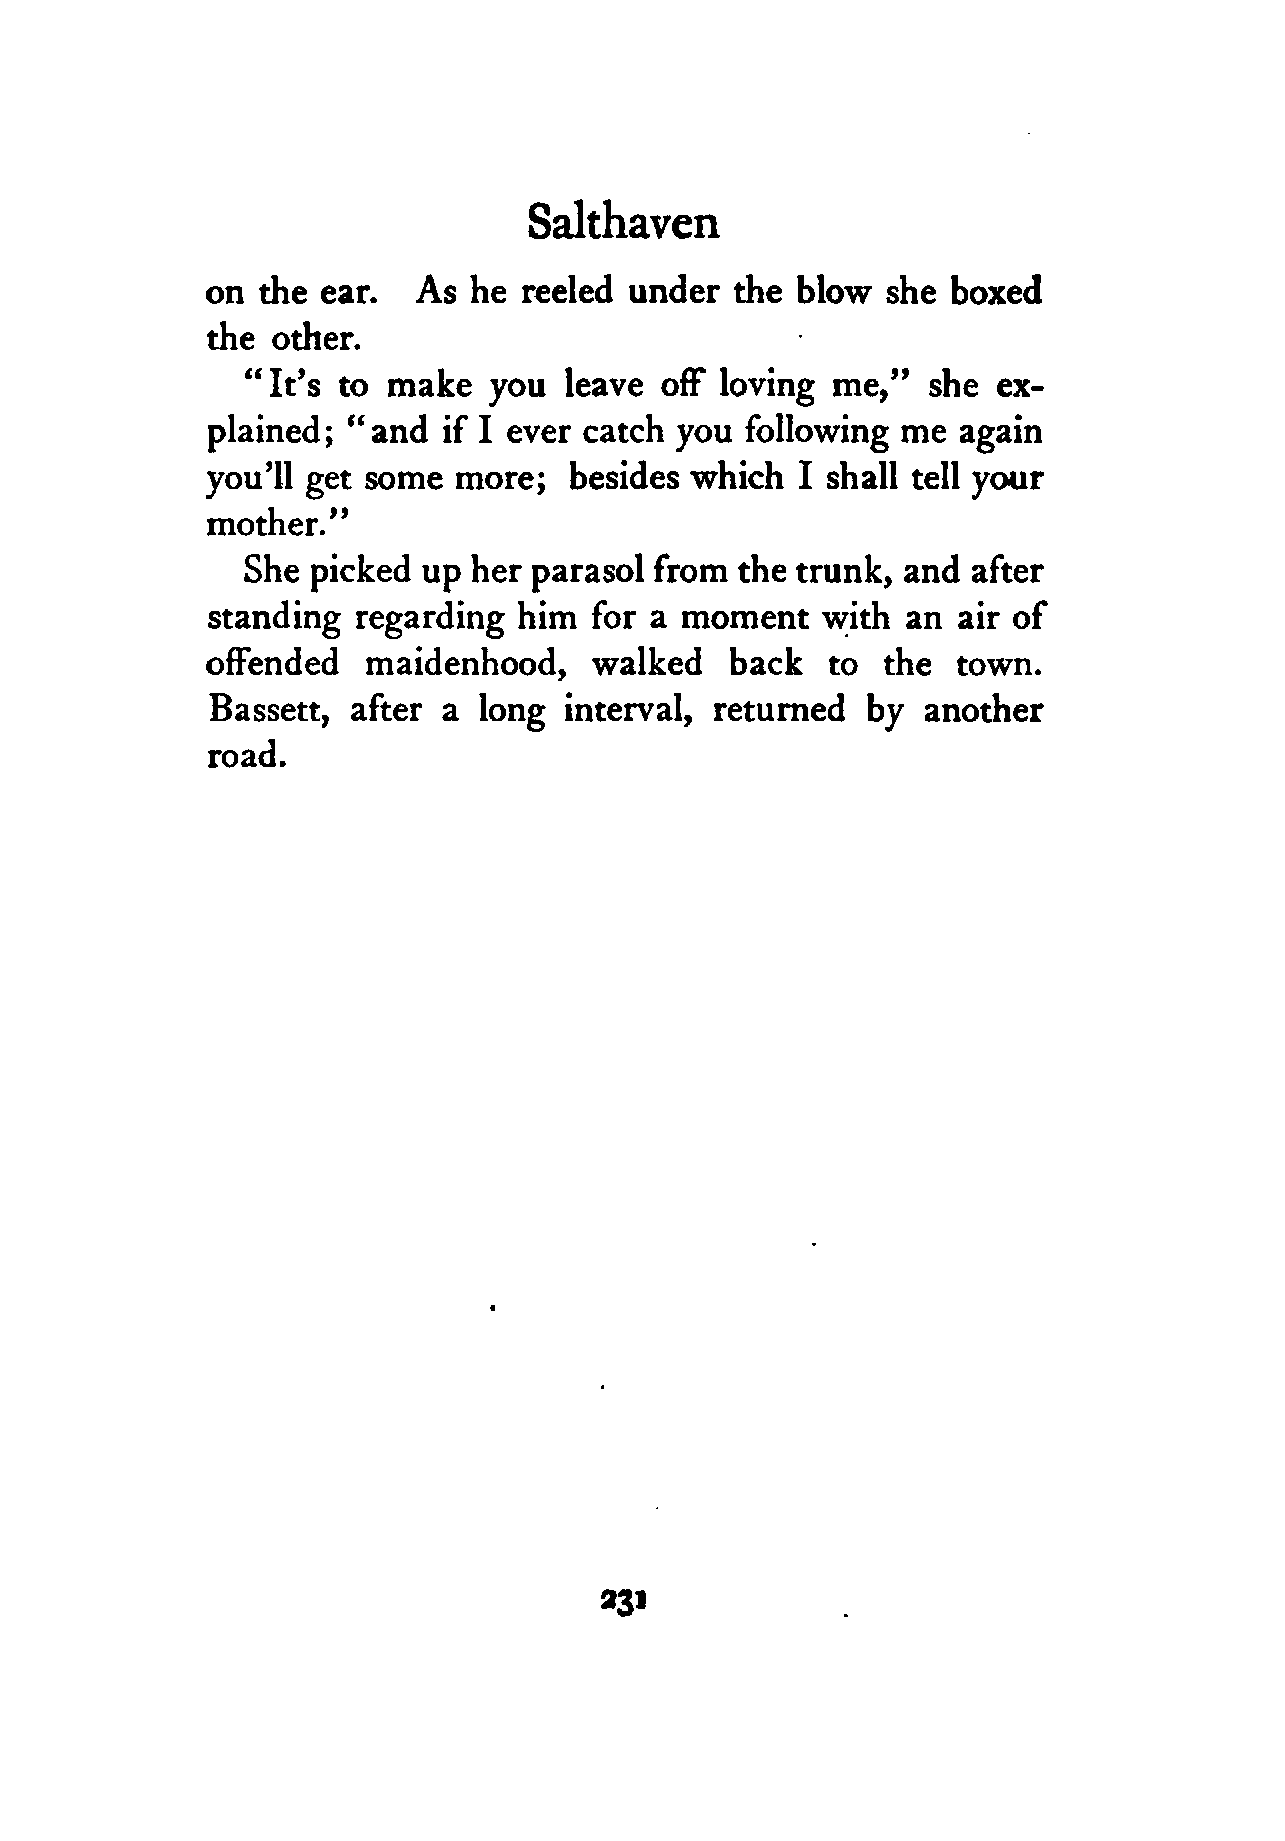 Salthaven
on the ear. As he reeled under the blow she boxed
the other.
"It's to make you leave off loving me," she ex-
plained; "and if I ever catch you following me again
you'll get some more; besides which I shall tell your
mother."
She picked up her parasol from the trunk, and after
standing regarding him for a moment with an air of
offended maidenhood, walked back to the town.
Bassett, after a long interval, returned by another
road.
231